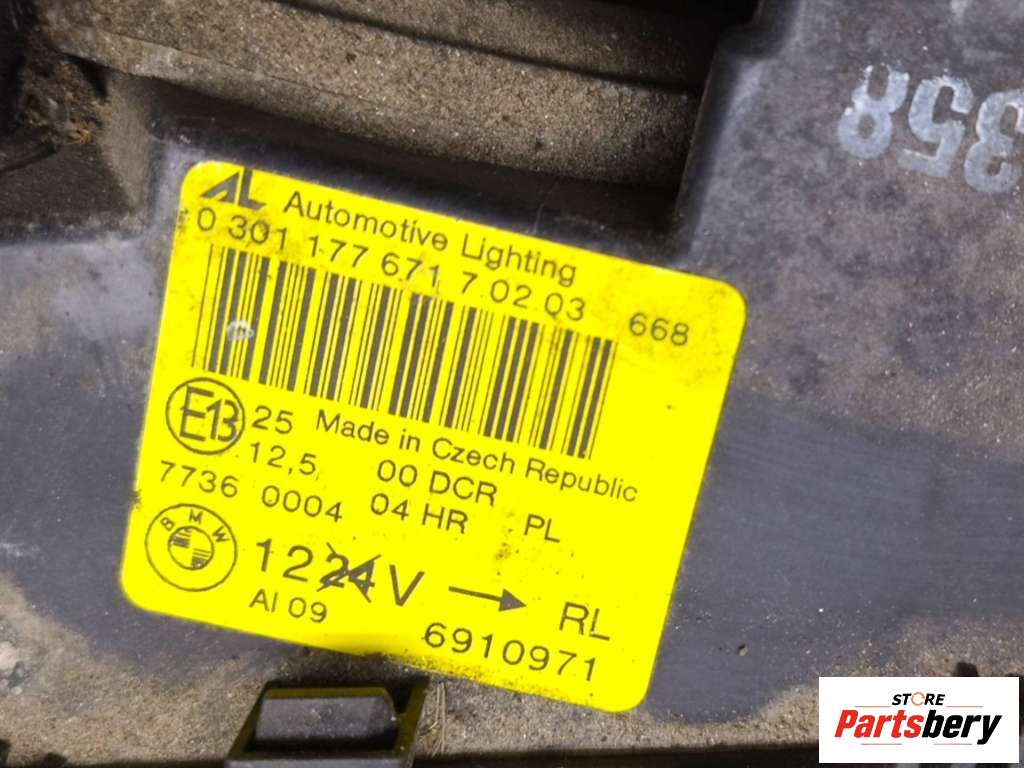 358
AL Automotive Lighting
0 301 177 671 7 02 03 668
E13 25 Made in Czech Republic
12,5 00 DCR PL
7736 0004 04 HR
BMW 1224V → RL
AI 09 6910971
STORE
Partsbery